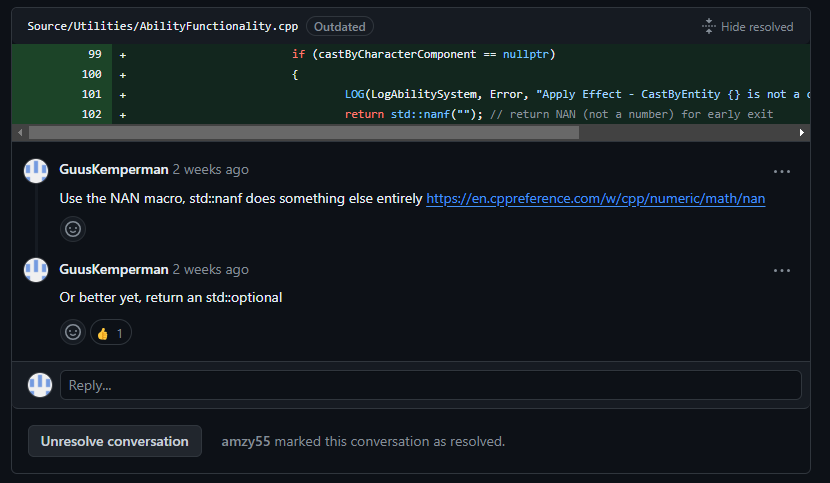 Source/Utilities/AbilityFunctionality.cpp Outdated Hide resolved
99 + if (castByCharacterComponent == nullptr)
100 + {
101 + LOG(LogAbilitySystem, Error, "Apply Effect - CastByEntity {} is not a c
102 + return std::nanf(""); // return NAN (not a number) for early exit
GuusKemperman 2 weeks ago
Use the NAN macro, std::nanf does something else entirely https://en.cppreference.com/w/cpp/numeric/math/nan
GuusKemperman 2 weeks ago
Or better yet, return an std::optional
👍 1
Reply...
Unresolve conversation amzy55 marked this conversation as resolved.